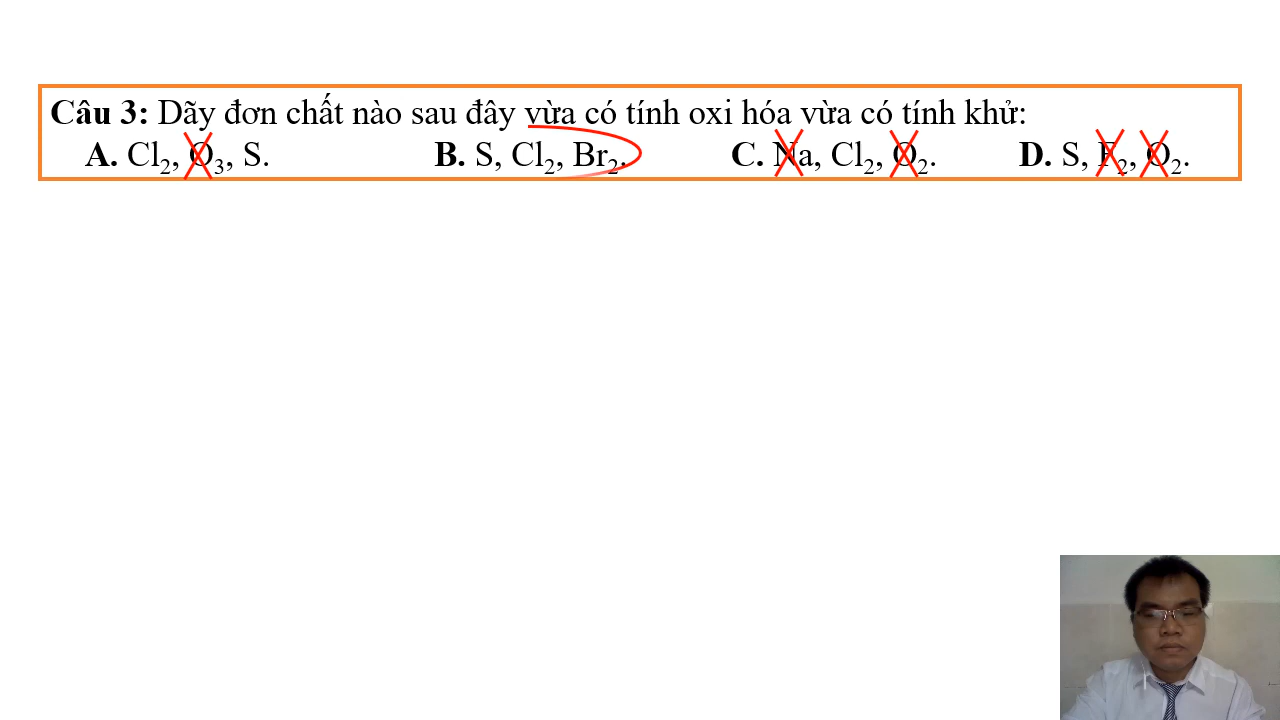 Câu 3: Dãy đơn chất nào sau đây vừa có tính oxi hóa vừa có tính khử:
A. Cl₂, O₃, S. B. S, Cl₂, Br₂. C. Na, Cl₂, O₂. D. S, F₂, O₂.